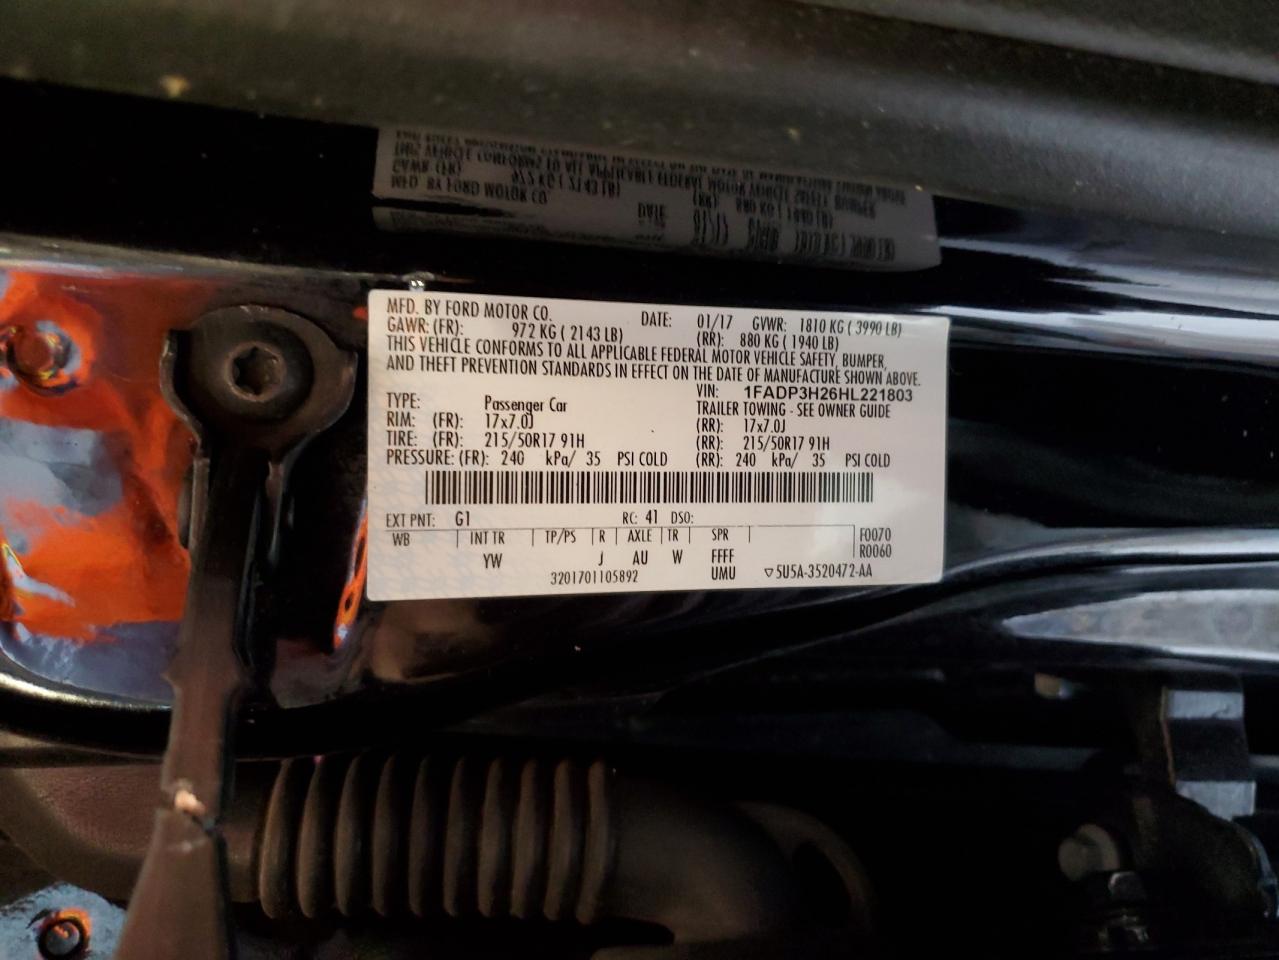 MFD. BY FORD MOTOR CO. DATE: 01/17 GVWR: 1810 KG ( 3990 LB)
GAWR: (FR): 972 KG ( 2143 LB) (RR): 880 KG ( 1940 LB)
THIS VEHICLE CONFORMS TO ALL APPLICABLE FEDERAL MOTOR VEHICLE SAFETY, BUMPER,
AND THEFT PREVENTION STANDARDS IN EFFECT ON THE DATE OF MANUFACTURE SHOWN ABOVE.
VIN: 1FADP3H26HL221803
TYPE: Passenger Car TRAILER TOWING - SEE OWNER GUIDE
RIM: (FR): 17x7.0J (RR): 17x7.0J
TIRE: (FR): 215/50R17 91H (RR): 215/50R17 91H
PRESSURE: (FR): 240 kPa/ 35 PSI COLD (RR): 240 kPa/ 35 PSI COLD
EXT PNT: G1 RC: 41 DSO:
WB INT TR TP/PS R AXLE TR SPR F0070
YW J AU W FFFF R0060
3201701105892 UMU ▽5U5A-3520472-AA